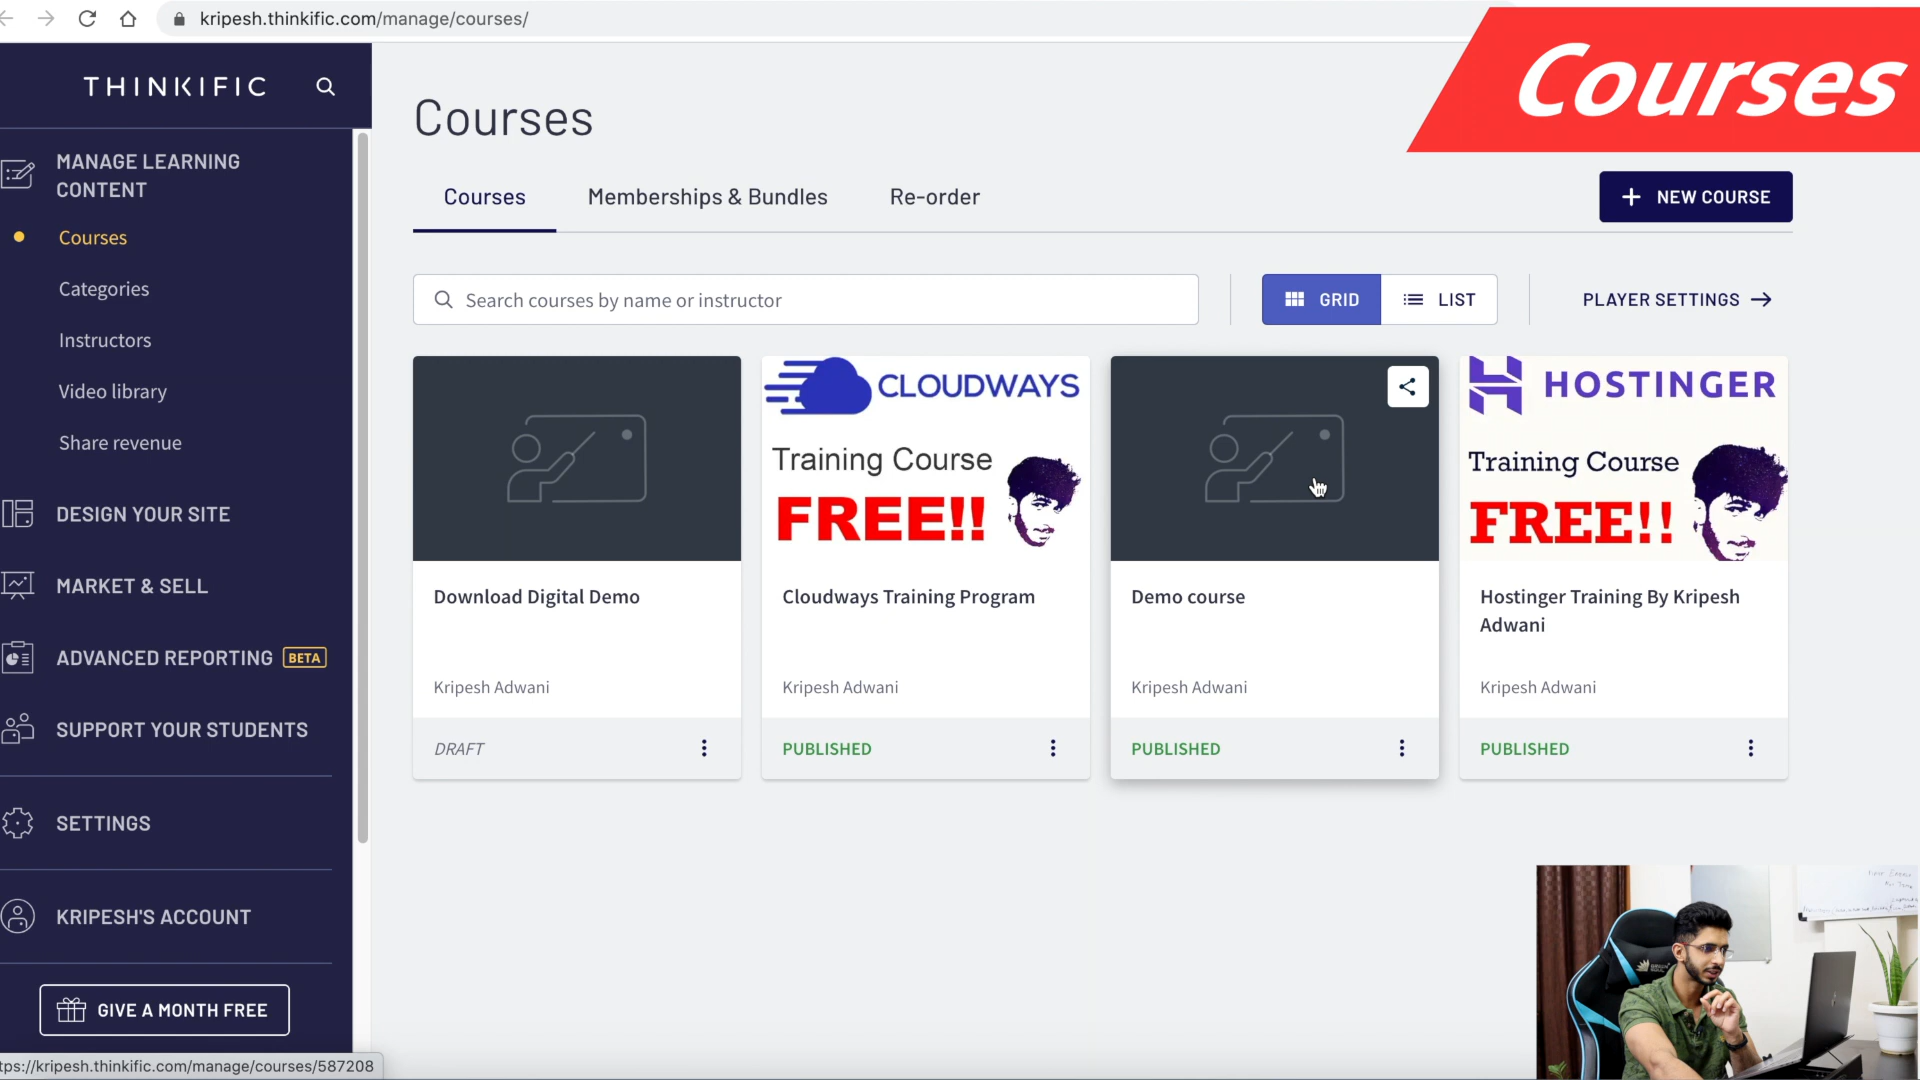 kripesh.thinkific.com/manage/courses/
Courses
THINKIFIC
MANAGE LEARNING
CONTENT
Courses
Categories
Instructors
Video library
Share revenue
DESIGN YOUR SITE
MARKET & SELL
ADVANCED REPORTING BETA
SUPPORT YOUR STUDENTS
SETTINGS
KRIPESH'S ACCOUNT
GIVE A MONTH FREE
tps://kripesh.thinkific.com/manage/courses/587208
Courses
Courses Memberships & Bundles Re-order
+ NEW COURSE
Search courses by name or instructor
GRID LIST
PLAYER SETTINGS →
Download Digital Demo
Kripesh Adwani
DRAFT
CLOUDWAYS
Training Course
FREE!!
Cloudways Training Program
Kripesh Adwani
PUBLISHED
Demo course
Kripesh Adwani
PUBLISHED
HOSTINGER
Training Course
FREE!!
Hostinger Training By Kripesh
Adwani
Kripesh Adwani
PUBLISHED